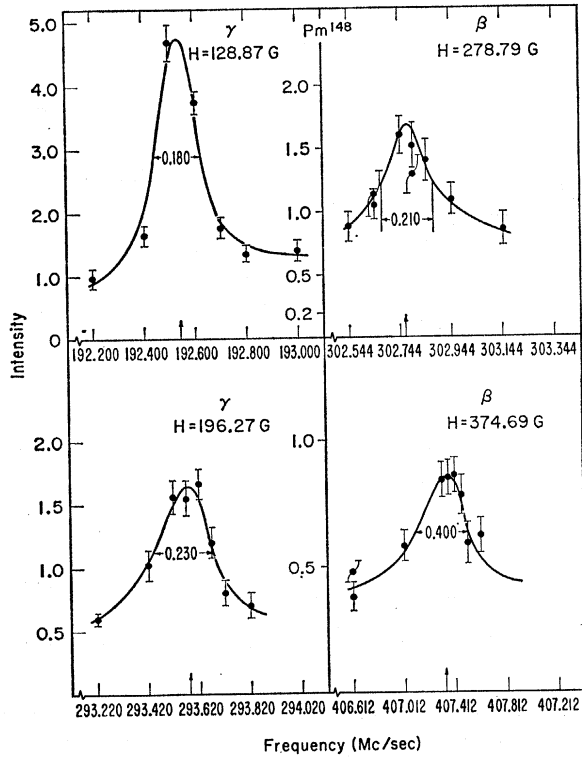 Pm148
γ
H=128.87 G
5.0
4.0
3.0
2.0
1.0
0
0.180
192.200 192.400 192.600 192.800 193.000
β
H=278.79 G
2.0
1.5
1.0
0.5
0.2
0.210
302.544 302.744 302.944 303.144 303.344
Intensity
γ
H=196.27 G
2.0
1.5
1.0
0.5
0.230
293.220 293.420 293.620 293.820 294.020
β
H=374.69 G
1.0
0.5
0.400
406.612 407.012 407.412 407.812 407.212
Frequency (Mc/sec)